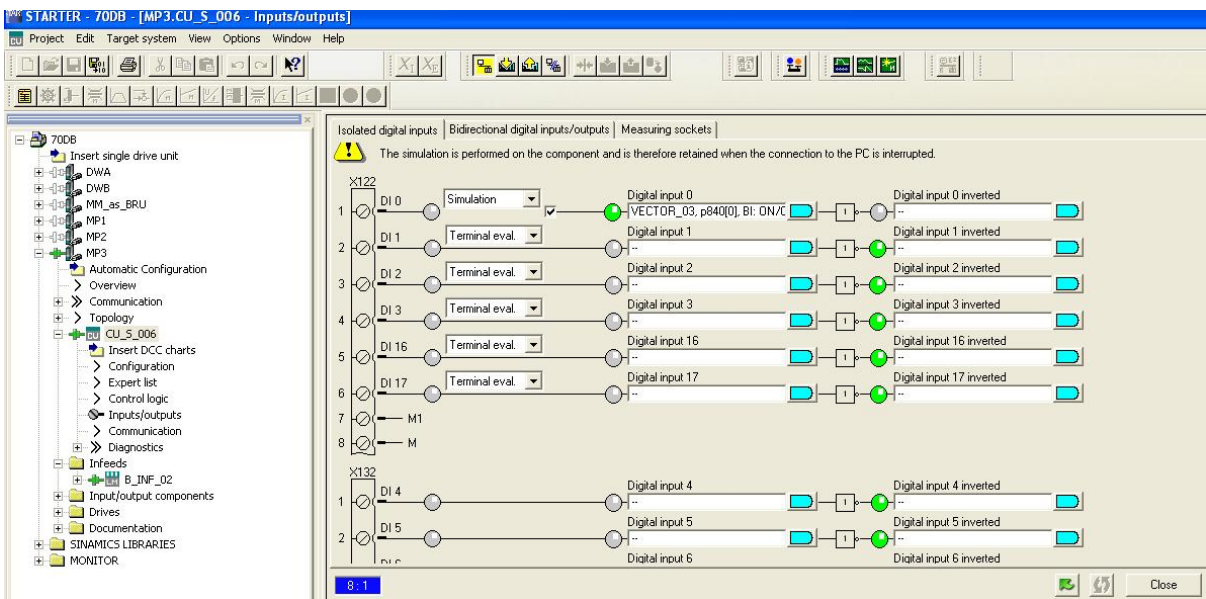 STARTER - 70DB - [MP3.CU_S_006 - Inputs/outputs]
Project Edit Target system View Options Window Help
70DB
Insert single drive unit
DWA
DWB
MM_as_BRU
MP1
MP2
MP3
Automatic Configuration
Overview
Communication
Topology
CU_S_006
Insert DCC charts
Configuration
Expert list
Control logic
Inputs/outputs
Communication
Diagnostics
Infeeds
B_INF_02
Input/output components
Drives
Documentation
SINAMICS LIBRARIES
MONITOR
Isolated digital inputs Bidirectional digital inputs/outputs Measuring sockets
The simulation is performed on the component and is therefore retained when the connection to the PC is interrupted.
X122
Digital input 0 Digital input 0 inverted
1 DI 0 Simulation VECTOR_03, p840[0], BI: ON/O 1 --
Digital input 1 Digital input 1 inverted
2 DI 1 Terminal eval. -- 1 --
Digital input 2 Digital input 2 inverted
3 DI 2 Terminal eval. -- 1 --
Digital input 3 Digital input 3 inverted
4 DI 3 Terminal eval. -- 1 --
Digital input 16 Digital input 16 inverted
5 DI 16 Terminal eval. -- 1 --
Digital input 17 Digital input 17 inverted
6 DI 17 Terminal eval. -- 1 --
7 M1
8 M
X132
Digital input 4 Digital input 4 inverted
1 DI 4 -- 1 --
Digital input 5 Digital input 5 inverted
2 DI 5 -- 1 --
Digital input 6 Digital input 6 inverted
8:1
Close